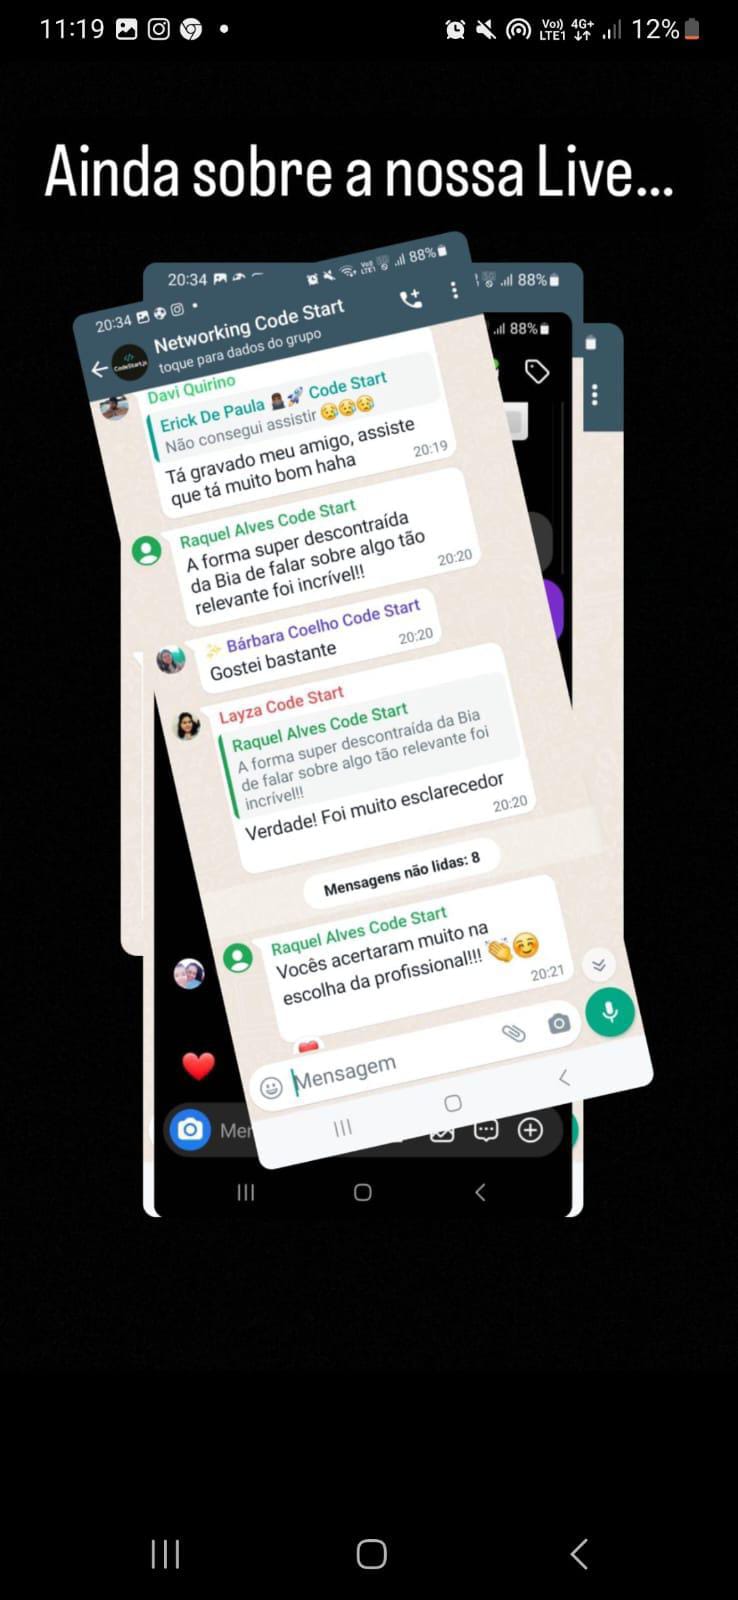 11:19
Vo)) 4G+
LTE1
12%
Ainda sobre a nossa Live...
20:34
88%
88%
20:34
88%
Networking Code Start
toque para dados do grupo
Davi Quirino
Erick De Paula 👨🏿‍💻🚀 Code Start
Não consegui assistir 😥😥😥
Tá gravado meu amigo, assiste
que tá muito bom haha
20:19
Raquel Alves Code Start
A forma super descontraída
da Bia de falar sobre algo tão
relevante foi incrível!!
20:20
✨ Bárbara Coelho Code Start
Gostei bastante
20:20
Layza Code Start
Raquel Alves Code Start
A forma super descontraída da Bia
de falar sobre algo tão relevante foi
incrível!!
Verdade! Foi muito esclarecedor
20:20
Mensagens não lidas: 8
Raquel Alves Code Start
Vocês acertaram muito na
escolha da profissional!!! 👏☺️
20:21
Mensagem
88%
Mer